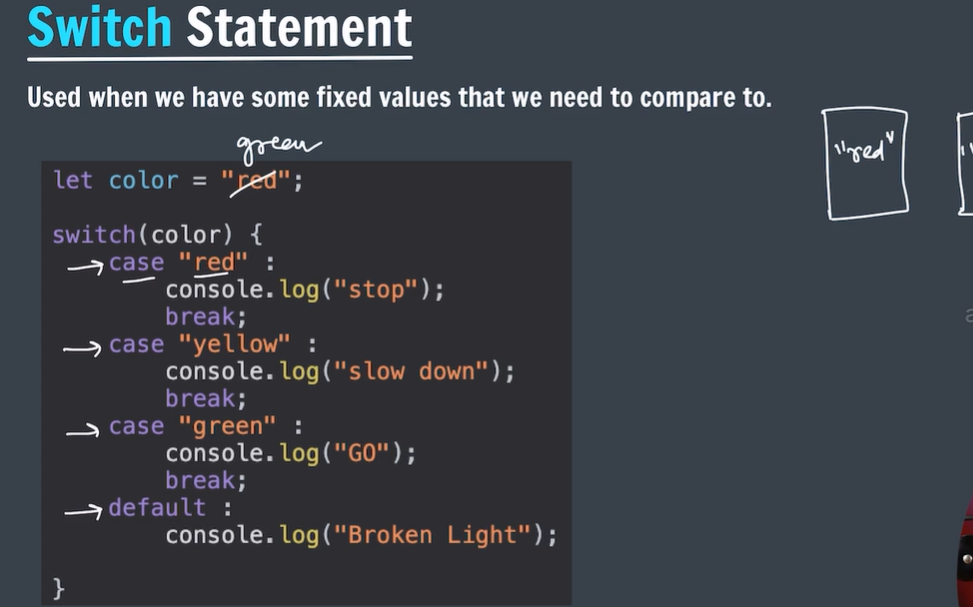 Switch Statement
Used when we have some fixed values that we need to compare to.
green
"red"
let color = "red";
switch(color) {
case "red" :
console.log("stop");
break;
case "yellow" :
console.log("slow down");
break;
case "green" :
console.log("GO");
break;
default :
console.log("Broken Light");
}